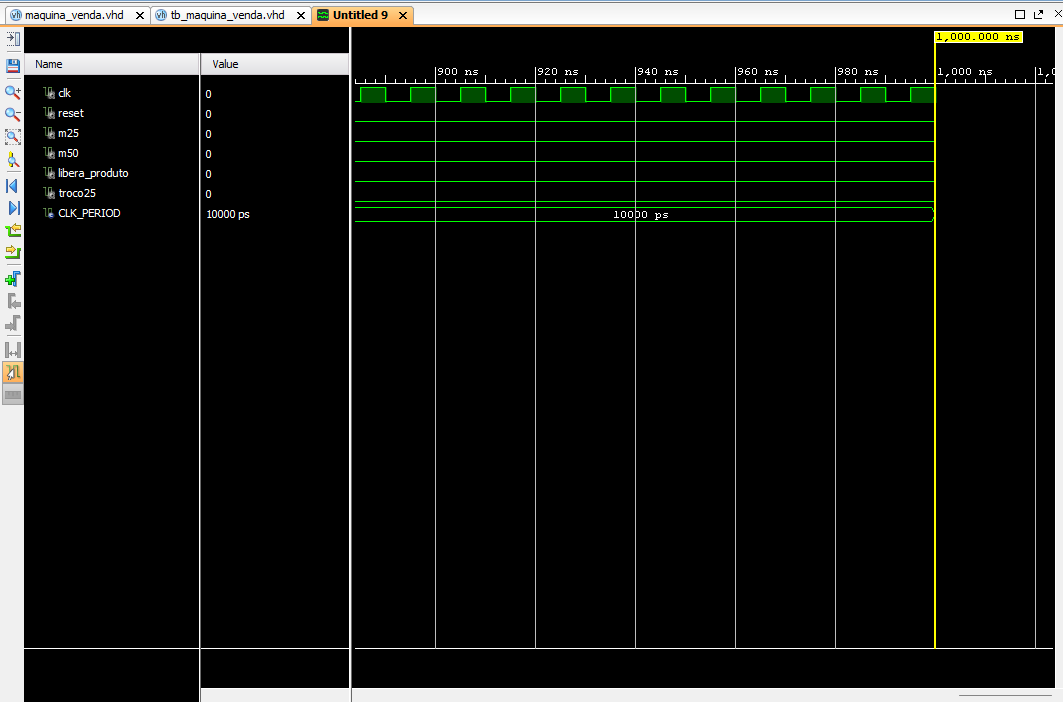 maquina_venda.vhd tb_maquina_venda.vhd Untitled 9
1,000.000 ns
Name Value
900 ns 920 ns 940 ns 960 ns 980 ns 1,000 ns 1,0
clk 0
reset 0
m25 0
m50 0
libera_produto 0
troco25 0
CLK_PERIOD 10000 ps 10000 ps